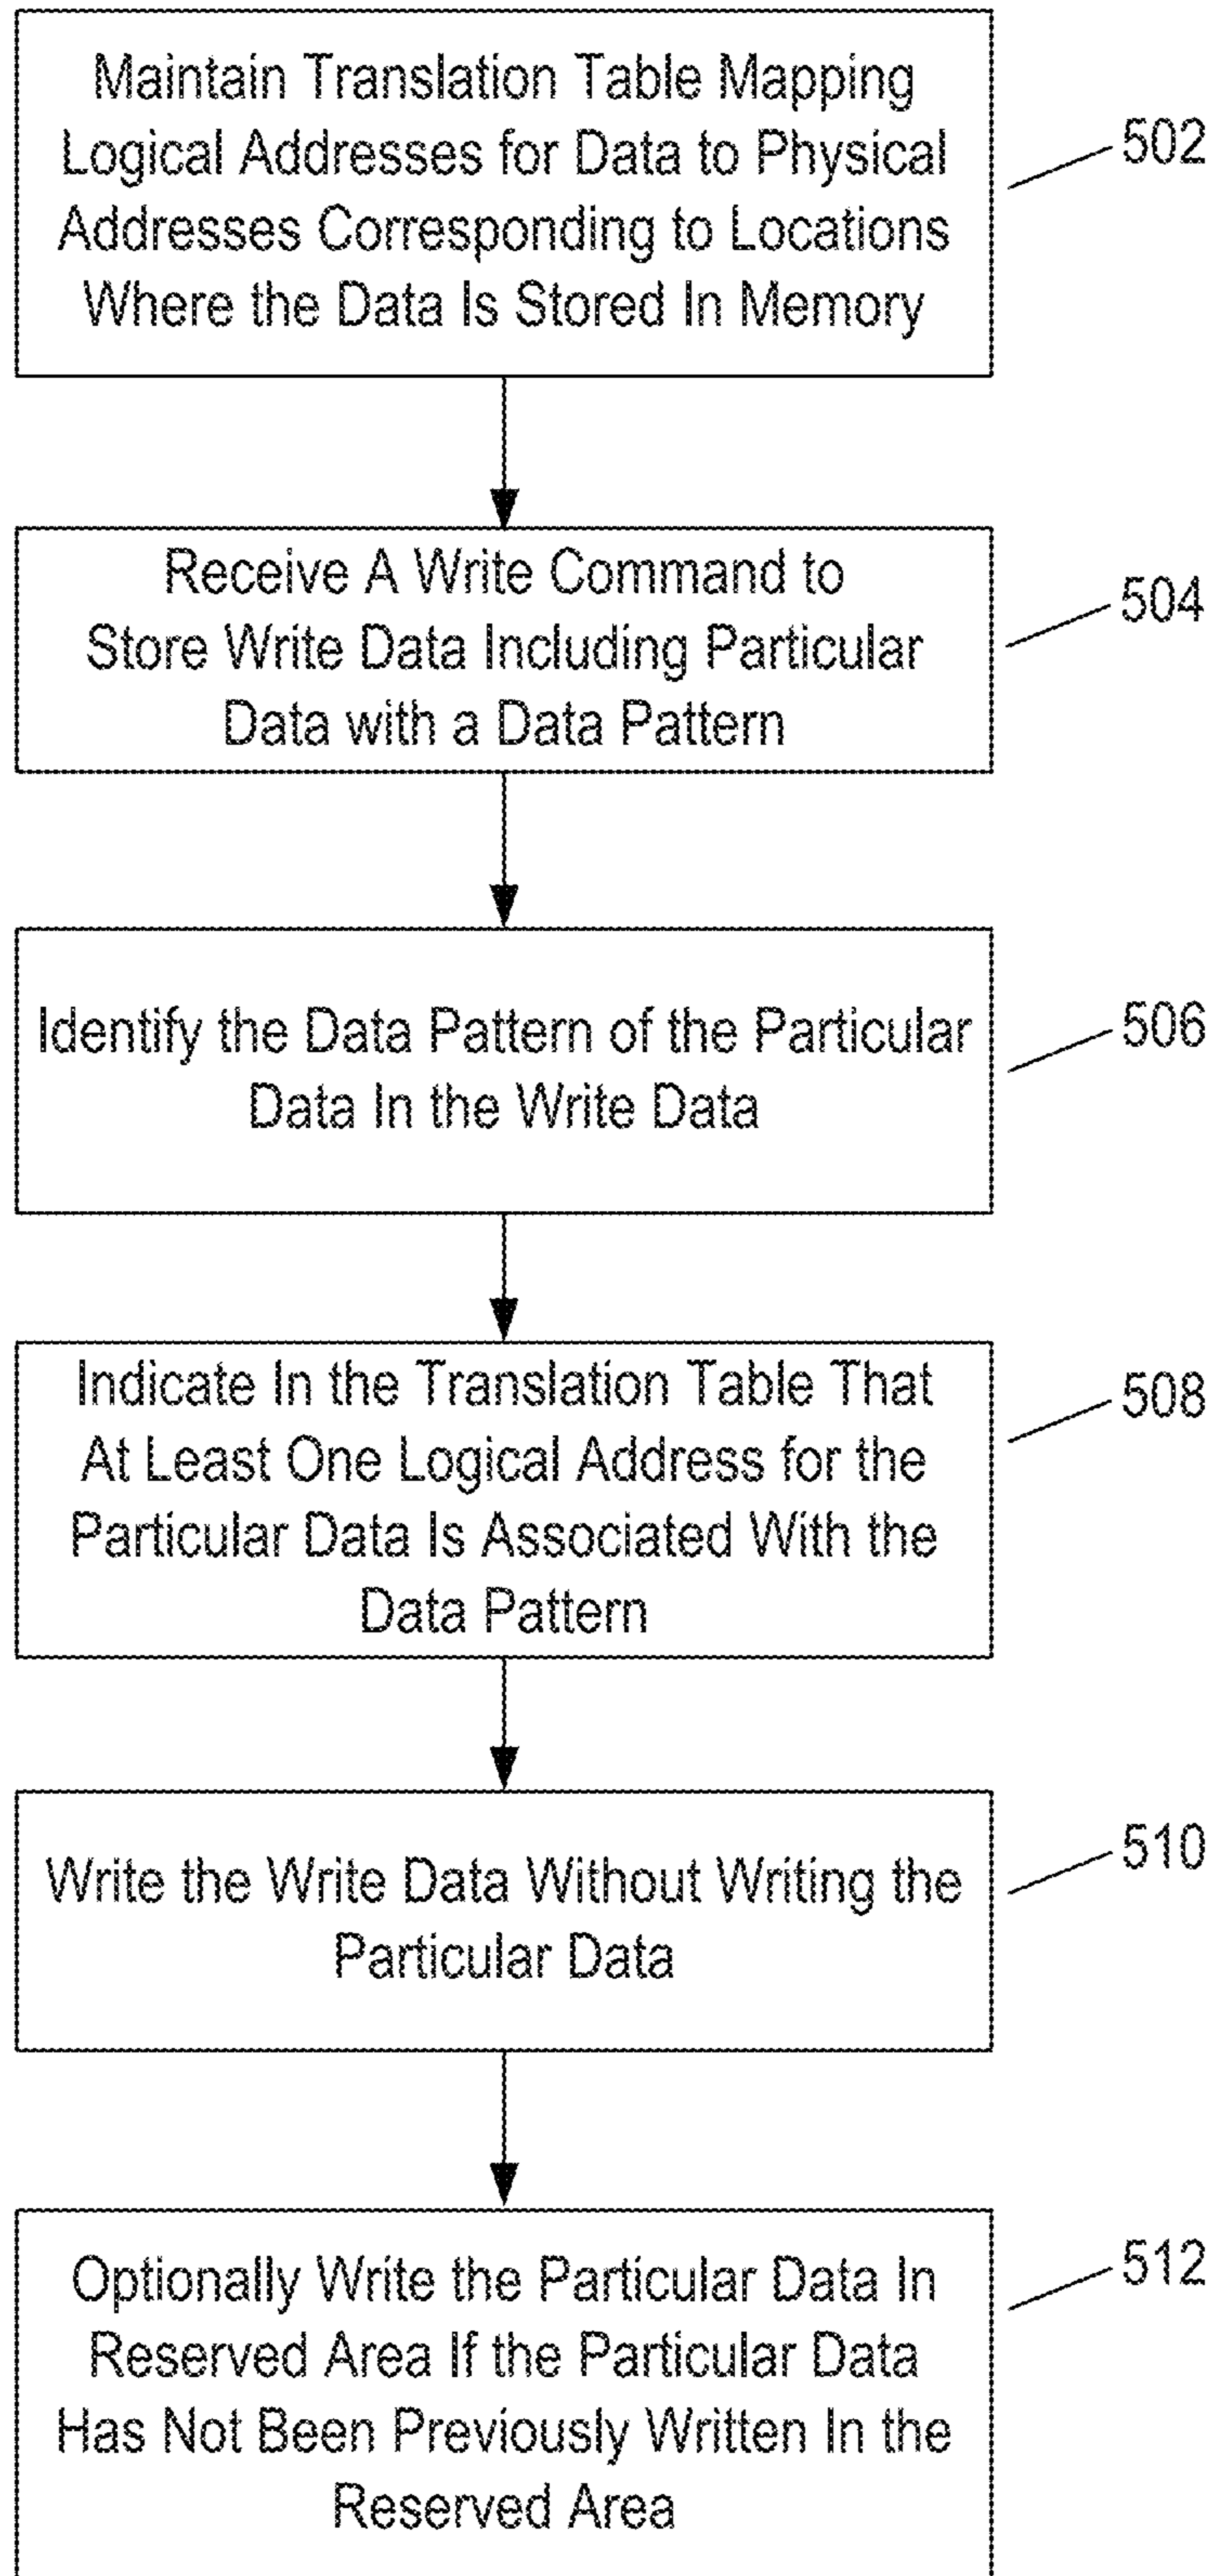 Maintain Translation Table Mapping
Logical Addresses for Data to Physical
Addresses Corresponding to Locations
Where the Data Is Stored In Memory
502
Receive A Write Command to
Store Write Data Including Particular
Data with a Data Pattern
504
Identify the Data Pattern of the Particular
Data In the Write Data
506
Indicate In the Translation Table That
At Least One Logical Address for the
Particular Data Is Associated With the
Data Pattern
508
Write the Write Data Without Writing the
Particular Data
510
Optionally Write the Particular Data In
Reserved Area If the Particular Data
Has Not Been Previously Written In the
Reserved Area
512